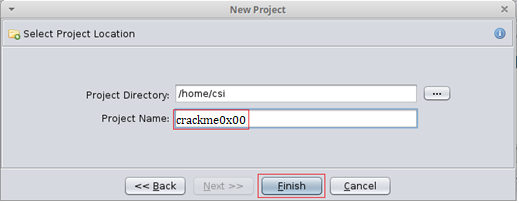 New Project
Select Project Location
Project Directory: /home/csi ...
Project Name: crackme0x00
<< Back Next >> Finish Cancel